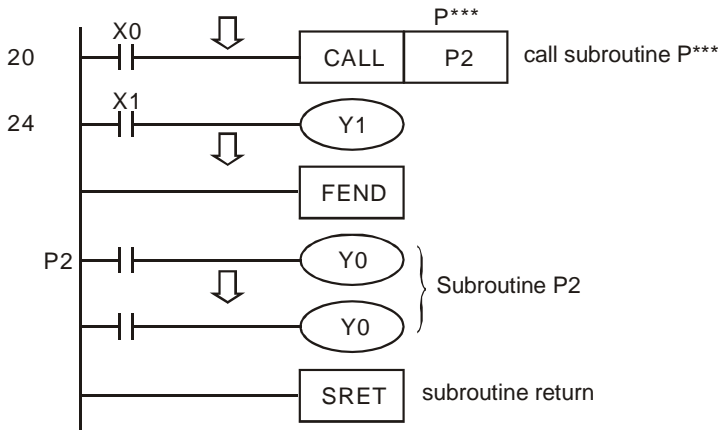 P***
X0
20 CALL P2 call subroutine P***
X1
24 Y1
FEND
P2 Y0
Subroutine P2
Y0
SRET subroutine return